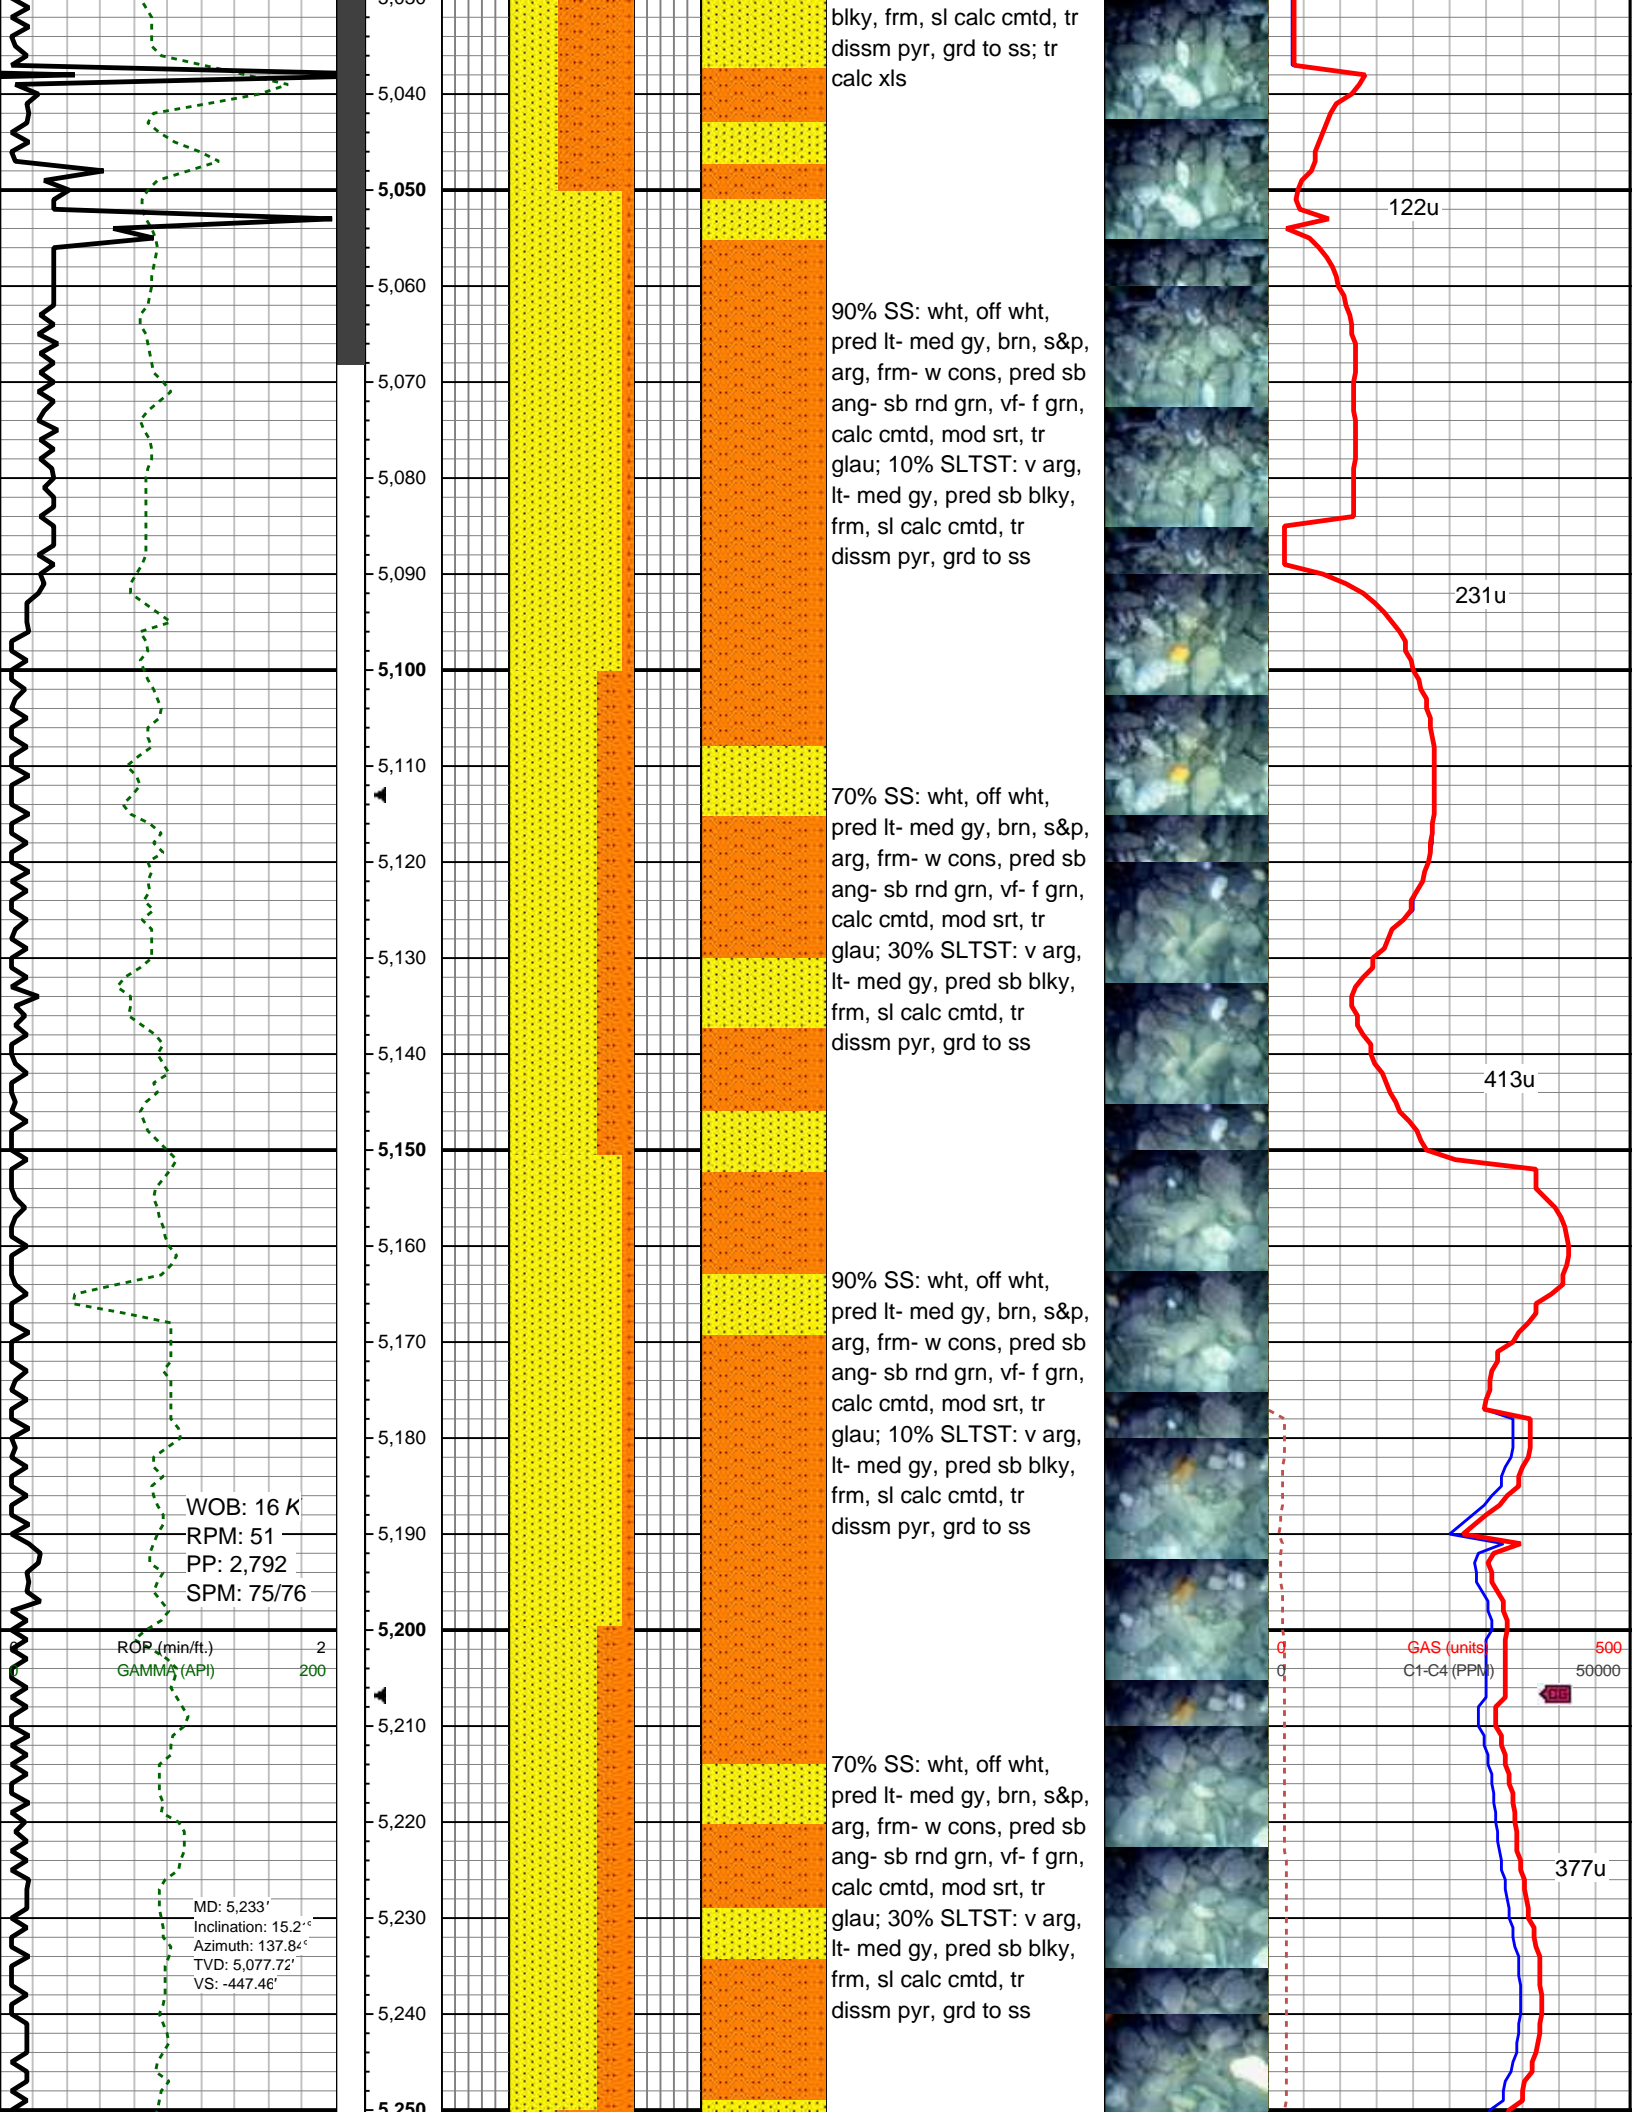 blky, frm, sl calc cmtd, tr
dissm pyr, grd to ss; tr
calc xls
5,040
5,050
122u
5,060
90% SS: wht, off wht,
pred lt- med gy, brn, s&p,
arg, frm- w cons, pred sb
ang- sb rnd grn, vf- f grn,
calc cmtd, mod srt, tr
glau; 10% SLTST: v arg,
lt- med gy, pred sb blky,
frm, sl calc cmtd, tr
dissm pyr, grd to ss
5,070
5,080
5,090
231u
5,100
5,110
70% SS: wht, off wht,
pred lt- med gy, brn, s&p,
arg, frm- w cons, pred sb
ang- sb rnd grn, vf- f grn,
calc cmtd, mod srt, tr
glau; 30% SLTST: v arg,
lt- med gy, pred sb blky,
frm, sl calc cmtd, tr
dissm pyr, grd to ss
5,120
5,130
5,140
413u
5,150
5,160
90% SS: wht, off wht,
pred lt- med gy, brn, s&p,
arg, frm- w cons, pred sb
ang- sb rnd grn, vf- f grn,
calc cmtd, mod srt, tr
glau; 10% SLTST: v arg,
lt- med gy, pred sb blky,
frm, sl calc cmtd, tr
dissm pyr, grd to ss
5,170
5,180
WOB: 16 K
RPM: 51
PP: 2,792
SPM: 75/76
5,190
5,200
0 ROP (min/ft.) 2
0 GAMMA (API) 200
0 GAS (units) 500
0 C1-C4 (PPM) 50000
CG
5,210
70% SS: wht, off wht,
pred lt- med gy, brn, s&p,
arg, frm- w cons, pred sb
ang- sb rnd grn, vf- f grn,
calc cmtd, mod srt, tr
glau; 30% SLTST: v arg,
lt- med gy, pred sb blky,
frm, sl calc cmtd, tr
dissm pyr, grd to ss
5,220
377u
MD: 5,233'
Inclination: 15.2
Azimuth: 137.84°
TVD: 5,077.72'
VS: -447.46'
5,230
5,240
5,250